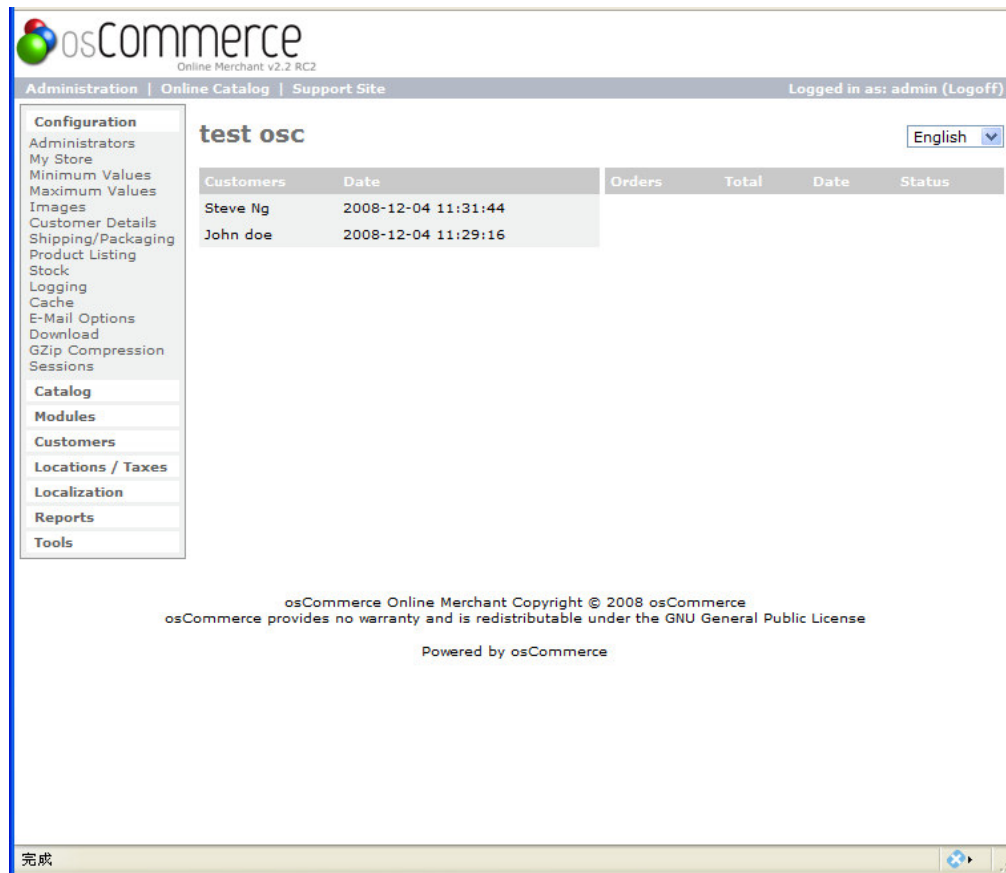 osCommerce
Online Merchant v2.2 RC2
Administration | Online Catalog | Support Site Logged in as: admin (Logoff)
Configuration
Administrators
My Store
Minimum Values
Maximum Values
Images
Customer Details
Shipping/Packaging
Product Listing
Stock
Logging
Cache
E-Mail Options
Download
GZip Compression
Sessions
Catalog
Modules
Customers
Locations / Taxes
Localization
Reports
Tools
test osc
English
Customers Date Orders Total Date Status
Steve Ng 2008-12-04 11:31:44
John doe 2008-12-04 11:29:16
osCommerce Online Merchant Copyright © 2008 osCommerce
osCommerce provides no warranty and is redistributable under the GNU General Public License
Powered by osCommerce
完成